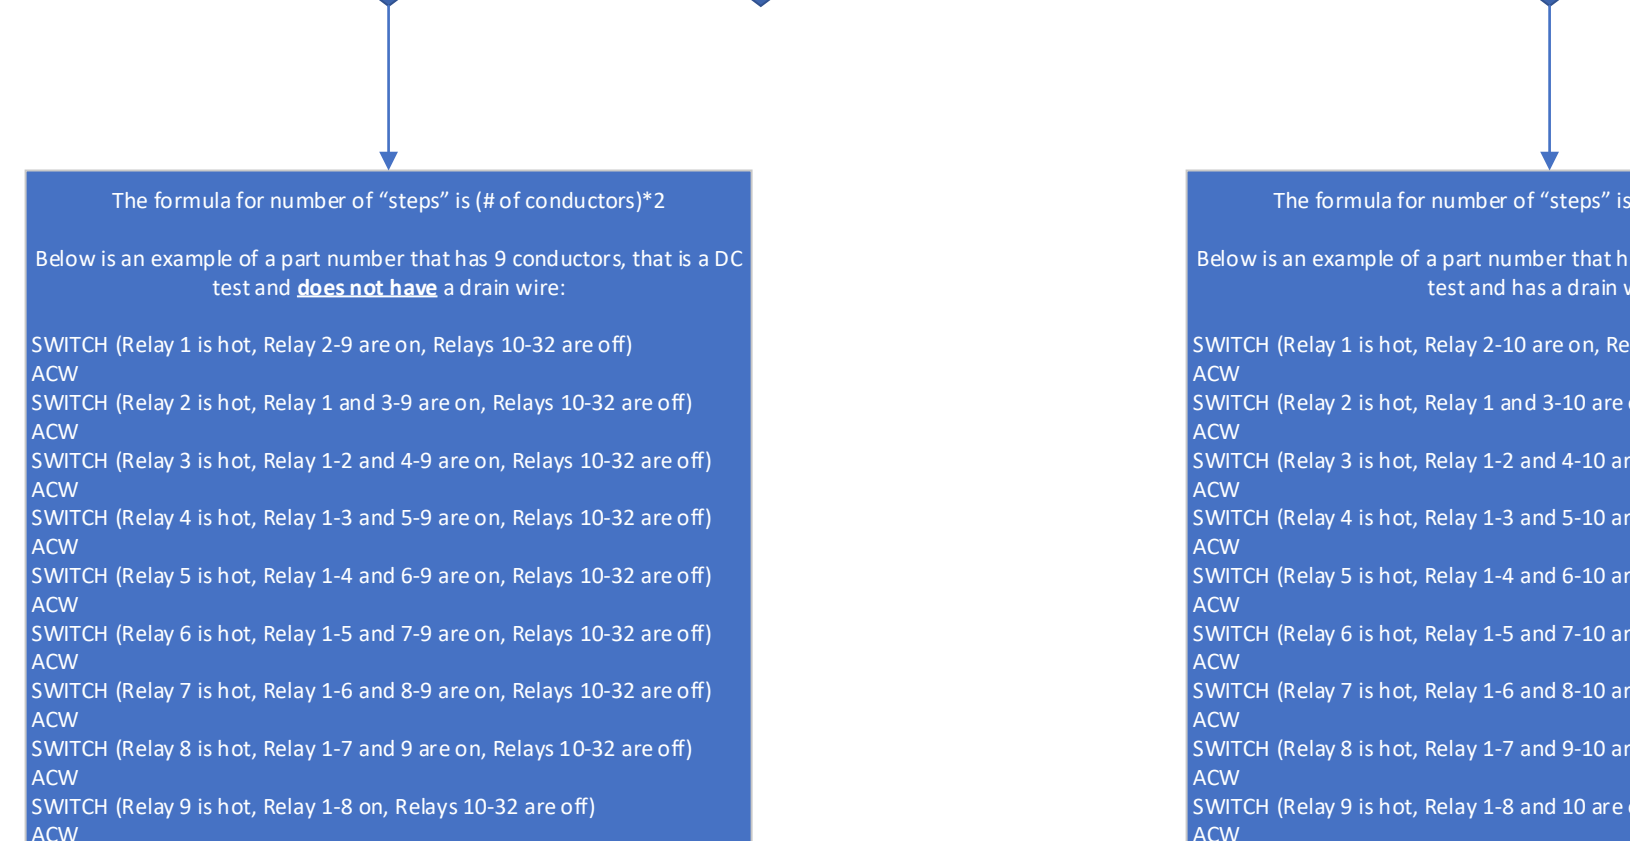 The formula for number of “steps” is (# of conductors)*2
Below is an example of a part number that has 9 conductors, that is a DC
test and does not have a drain wire:
SWITCH (Relay 1 is hot, Relay 2-9 are on, Relays 10-32 are off)
ACW
SWITCH (Relay 2 is hot, Relay 1 and 3-9 are on, Relays 10-32 are off)
ACW
SWITCH (Relay 3 is hot, Relay 1-2 and 4-9 are on, Relays 10-32 are off)
ACW
SWITCH (Relay 4 is hot, Relay 1-3 and 5-9 are on, Relays 10-32 are off)
ACW
SWITCH (Relay 5 is hot, Relay 1-4 and 6-9 are on, Relays 10-32 are off)
ACW
SWITCH (Relay 6 is hot, Relay 1-5 and 7-9 are on, Relays 10-32 are off)
ACW
SWITCH (Relay 7 is hot, Relay 1-6 and 8-9 are on, Relays 10-32 are off)
ACW
SWITCH (Relay 8 is hot, Relay 1-7 and 9 are on, Relays 10-32 are off)
ACW
SWITCH (Relay 9 is hot, Relay 1-8 on, Relays 10-32 are off)
ACW
The formula for number of “steps” is
Below is an example of a part number that
test and has a drain
SWITCH (Relay 1 is hot, Relay 2-10 are on,
ACW
SWITCH (Relay 2 is hot, Relay 1 and 3-10 are
ACW
SWITCH (Relay 3 is hot, Relay 1-2 and 4-10
ACW
SWITCH (Relay 4 is hot, Relay 1-3 and 5-10
ACW
SWITCH (Relay 5 is hot, Relay 1-4 and 6-10
ACW
SWITCH (Relay 6 is hot, Relay 1-5 and 7-10
ACW
SWITCH (Relay 7 is hot, Relay 1-6 and 8-10
ACW
SWITCH (Relay 8 is hot, Relay 1-7 and 9-10
ACW
SWITCH (Relay 9 is hot, Relay 1-8 and 10 are
ACW